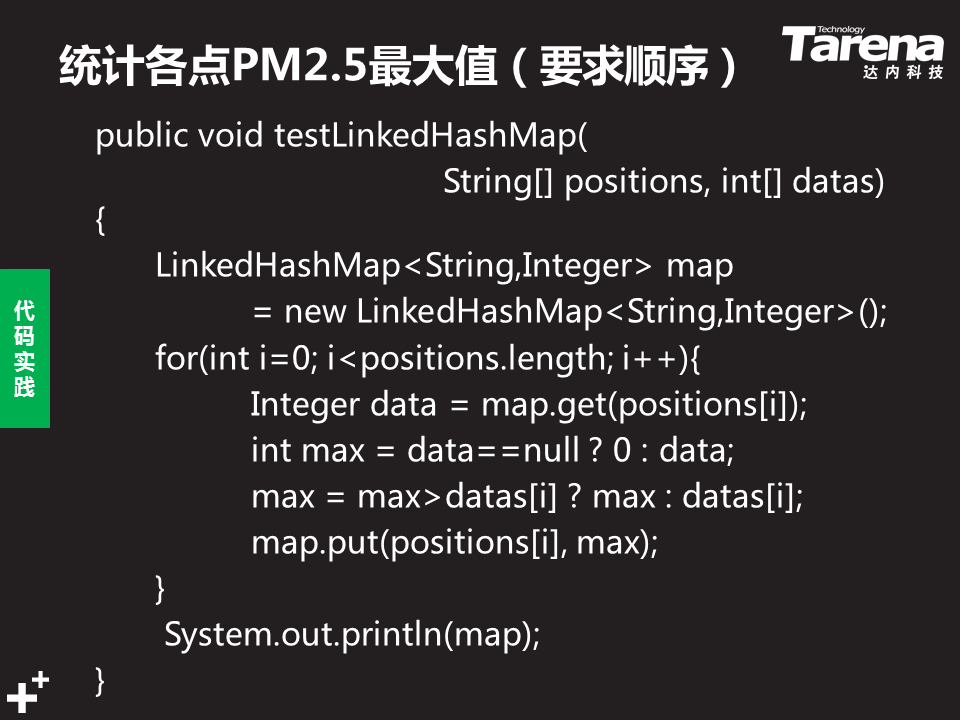 统计各点PM2.5最大值（要求顺序）
Technology
Tarena
达内科技
public void testLinkedHashMap(
String[] positions, int[] datas)
{
LinkedHashMap<String,Integer> map
= new LinkedHashMap<String,Integer>();
for(int i=0; i<positions.length; i++){
Integer data = map.get(positions[i]);
int max = data==null ? 0 : data;
max = max>datas[i] ? max : datas[i];
map.put(positions[i], max);
}
System.out.println(map);
}
代
码
实
践